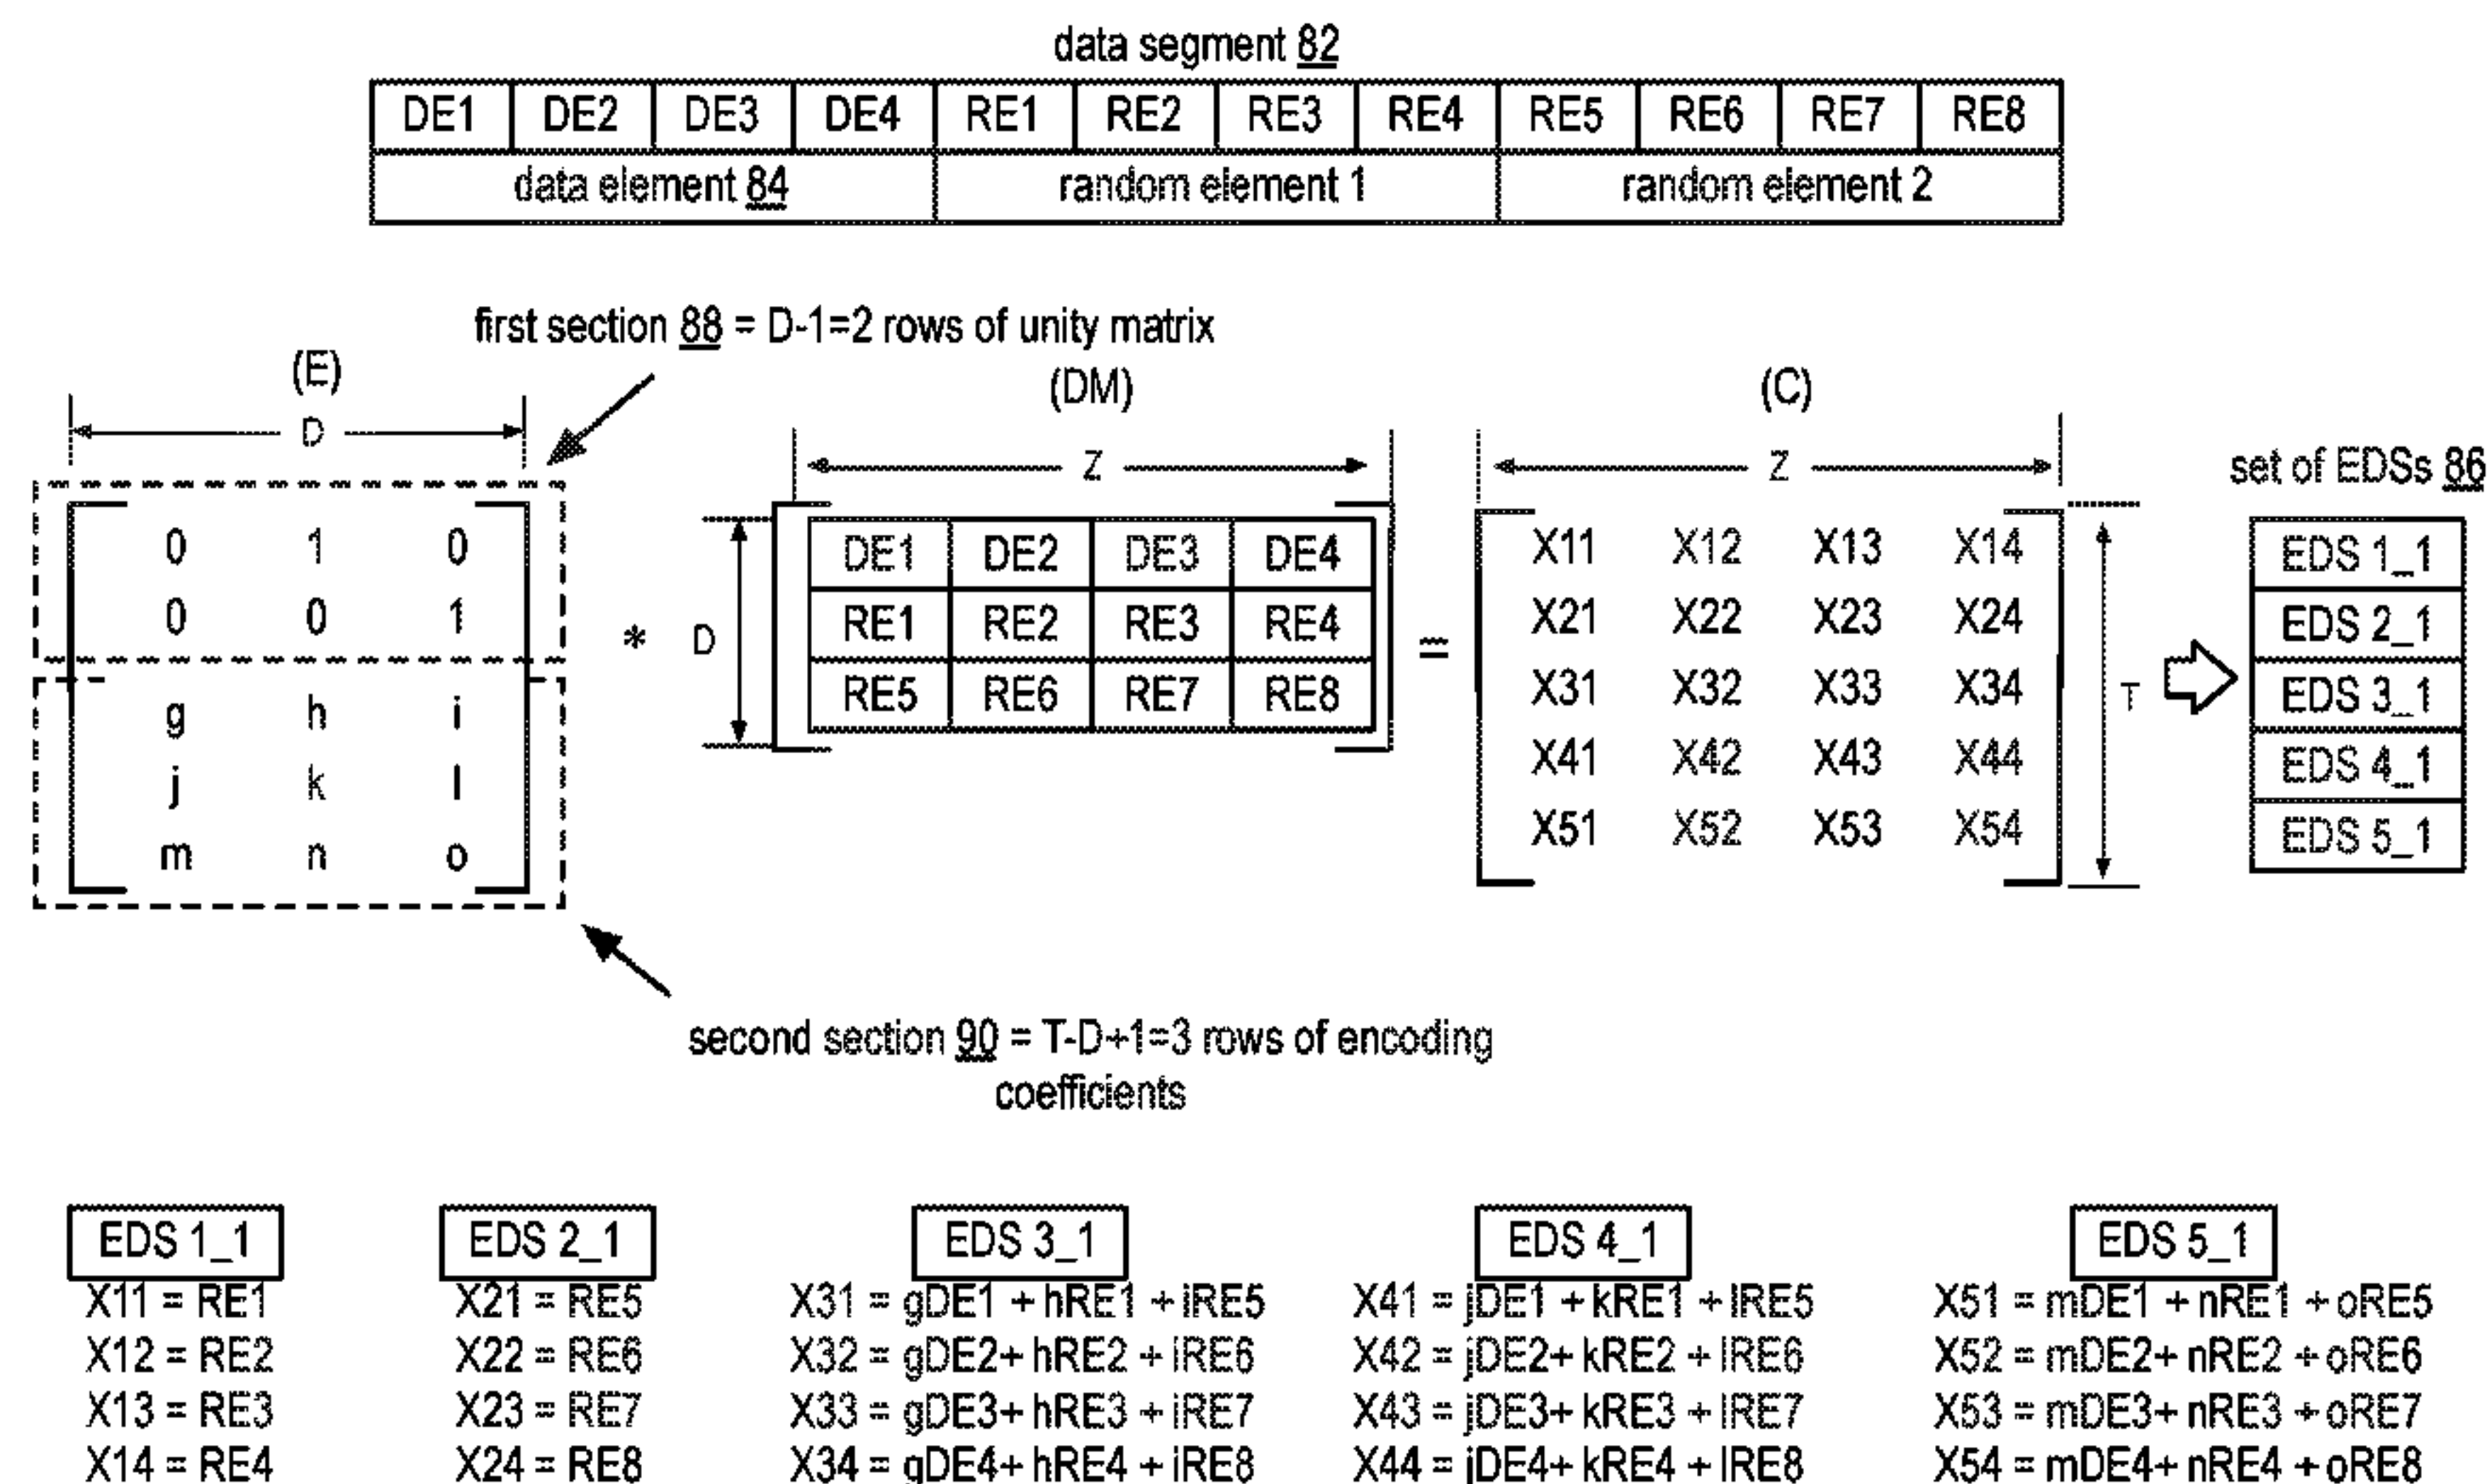 data segment 82
DE1 DE2 DE3 DE4 RE1 RE2 RE3 RE4 RE5 RE6 RE7 RE8
data element 84 random element 1 random element 2
first section 88 = D-1=2 rows of unity matrix
(E) (DM) (C)
D Z Z set of EDSs 86
0 1 0 DE1 DE2 DE3 DE4 X11 X12 X13 X14 EDS 1_1
0 0 1 * D RE1 RE2 RE3 RE4 = X21 X22 X23 X24 EDS 2_1
g h i RE5 RE6 RE7 RE8 X31 X32 X33 X34 T EDS 3_1
j k l X41 X42 X43 X44 EDS 4_1
m n o X51 X52 X53 X54 EDS 5_1
second section 90 = T-D+1=3 rows of encoding
coefficients
EDS 1_1 EDS 2_1 EDS 3_1 EDS 4_1 EDS 5_1
X11 = RE1 X21 = RE5 X31 = gDE1 + hRE1 + iRE5 X41 = jDE1 + kRE1 + lRE5 X51 = mDE1 + nRE1 + oRE5
X12 = RE2 X22 = RE6 X32 = gDE2+ hRE2 + iRE6 X42 = jDE2+ kRE2 + lRE6 X52 = mDE2+ nRE2 + oRE6
X13 = RE3 X23 = RE7 X33 = gDE3+ hRE3 + iRE7 X43 = jDE3+ kRE3 + lRE7 X53 = mDE3+ nRE3 + oRE7
X14 = RE4 X24 = RE8 X34 = gDE4+ hRE4 + iRE8 X44 = jDE4+ kRE4 + lRE8 X54 = mDE4+ nRE4 + oRE8